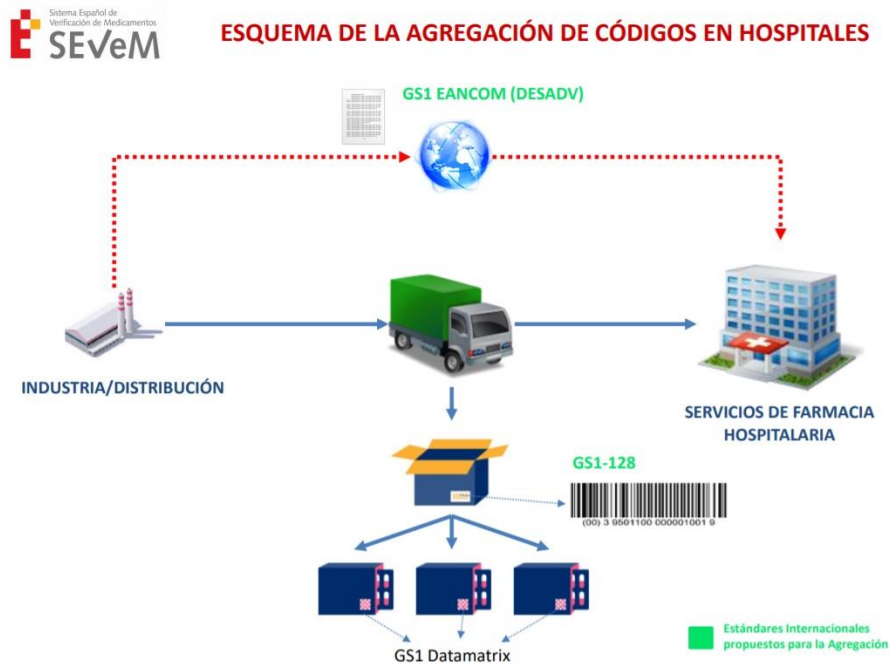 Sistema Español de
Verificación de Medicamentos
SEVeM
ESQUEMA DE LA AGREGACIÓN DE CÓDIGOS EN HOSPITALES
GS1 EANCOM (DESADV)
INDUSTRIA/DISTRIBUCIÓN
SERVICIOS DE FARMACIA
HOSPITALARIA
GS1-128
(00) 3 9501100 000001001 9
GS1 Datamatrix
Estándares Internacionales
propuestos para la Agregación